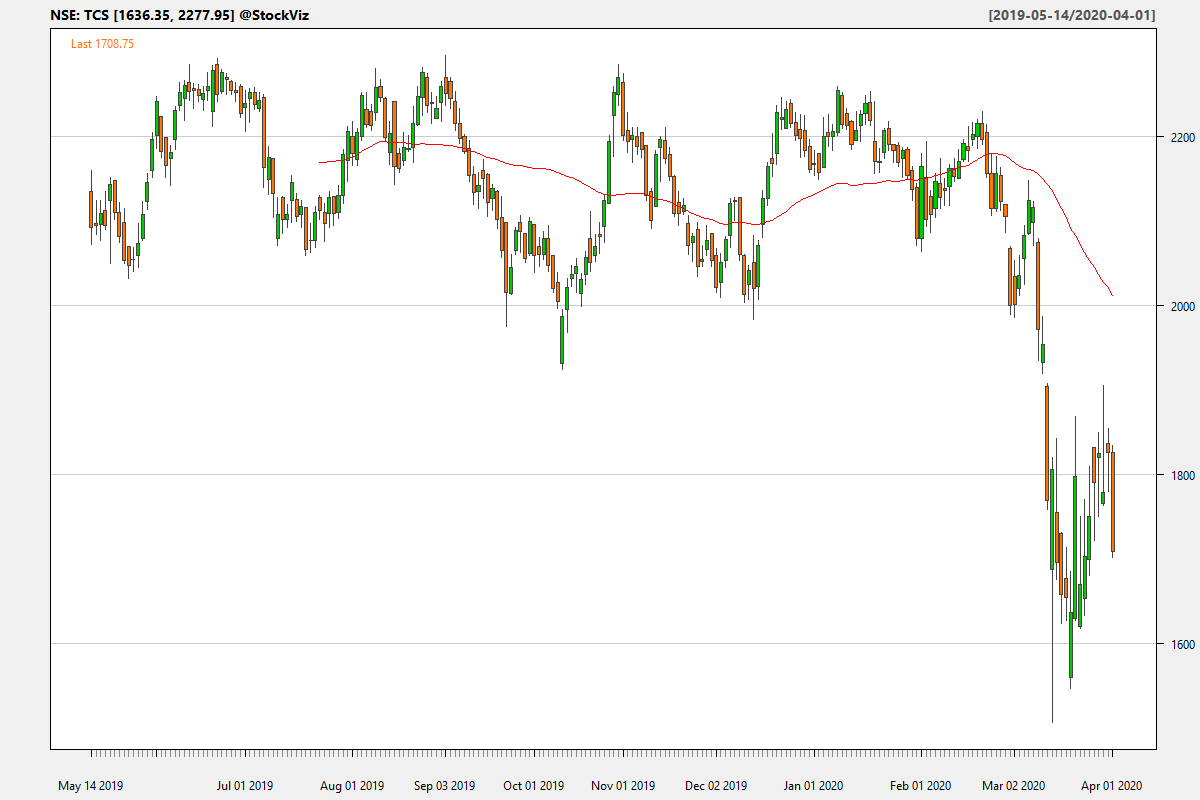 NSE: TCS [1636.35, 2277.95] @StockViz
[2019-05-14/2020-04-01]
Last 1708.75
2200
2000
1800
1600
May 14 2019 Jul 01 2019 Aug 01 2019 Sep 03 2019 Oct 01 2019 Nov 01 2019 Dec 02 2019 Jan 01 2020 Feb 01 2020 Mar 02 2020 Apr 01 2020